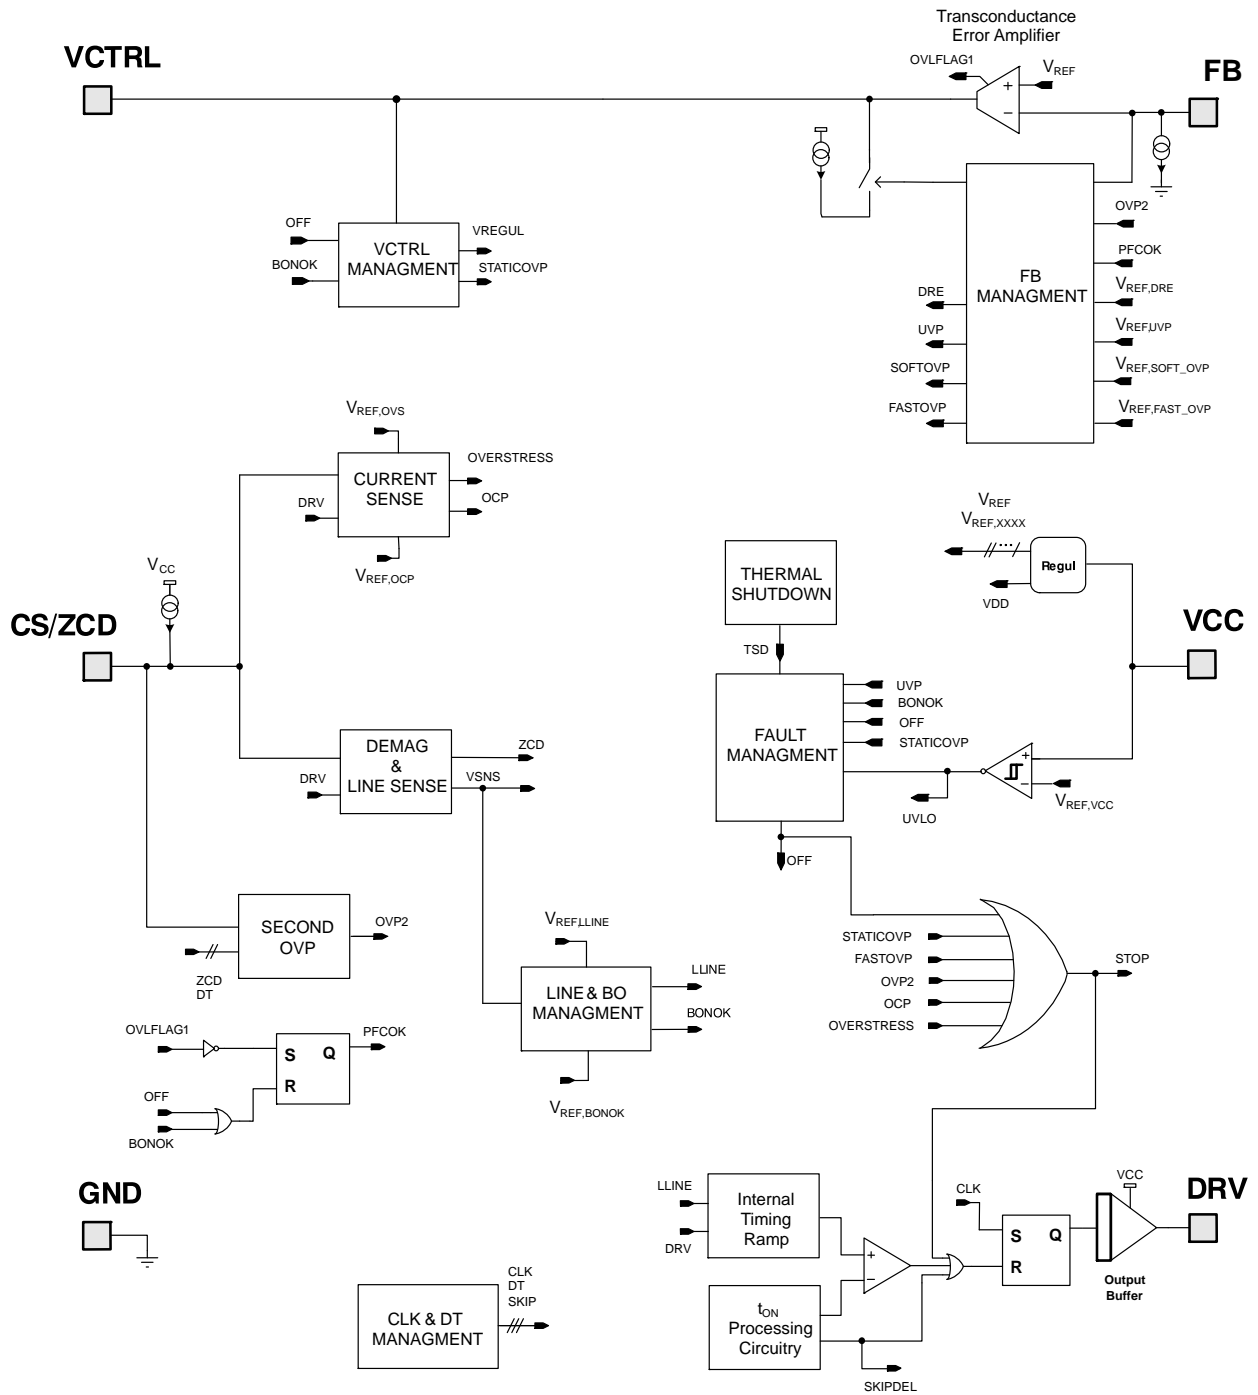 Transconductance
Error Amplifier
VCTRL
OVLFLAG1
VREF
FB
+
−
OFF
BONOK
VCTRL
MANAGMENT
VREGUL
STATICOVP
FB
MANAGMENT
OVP2
PFCOK
VREF,DRE
VREF,UVP
VREF,SOFT_OVP
VREF,FAST_OVP
DRE
UVP
SOFTOVP
FASTOVP
VREF,OVS
CURRENT
SENSE
OVERSTRESS
OCP
DRV
VREF,OCP
VCC
CS/ZCD
VREF
VREF,XXXX
...
Regul
VDD
VCC
THERMAL
SHUTDOWN
TSD
FAULT
MANAGMENT
UVP
BONOK
OFF
STATICOVP
+
−
VREF,VCC
UVLO
OFF
DEMAG
&
LINE SENSE
ZCD
VSNS
DRV
SECOND
OVP
OVP2
ZCD
DT
VREF,LLINE
LINE & BO
MANAGMENT
LLINE
BONOK
VREF,BONOK
STATICOVP
FASTOVP
OVP2
OCP
OVERSTRESS
STOP
OVLFLAG1
S
Q
R
PFCOK
OFF
BONOK
GND
CLK & DT
MANAGMENT
CLK
DT
SKIP
LLINE
DRV
Internal
Timing
Ramp
+
−
tON
Processing
Circuitry
SKIPDEL
CLK
S
Q
R
VCC
Output
Buffer
DRV